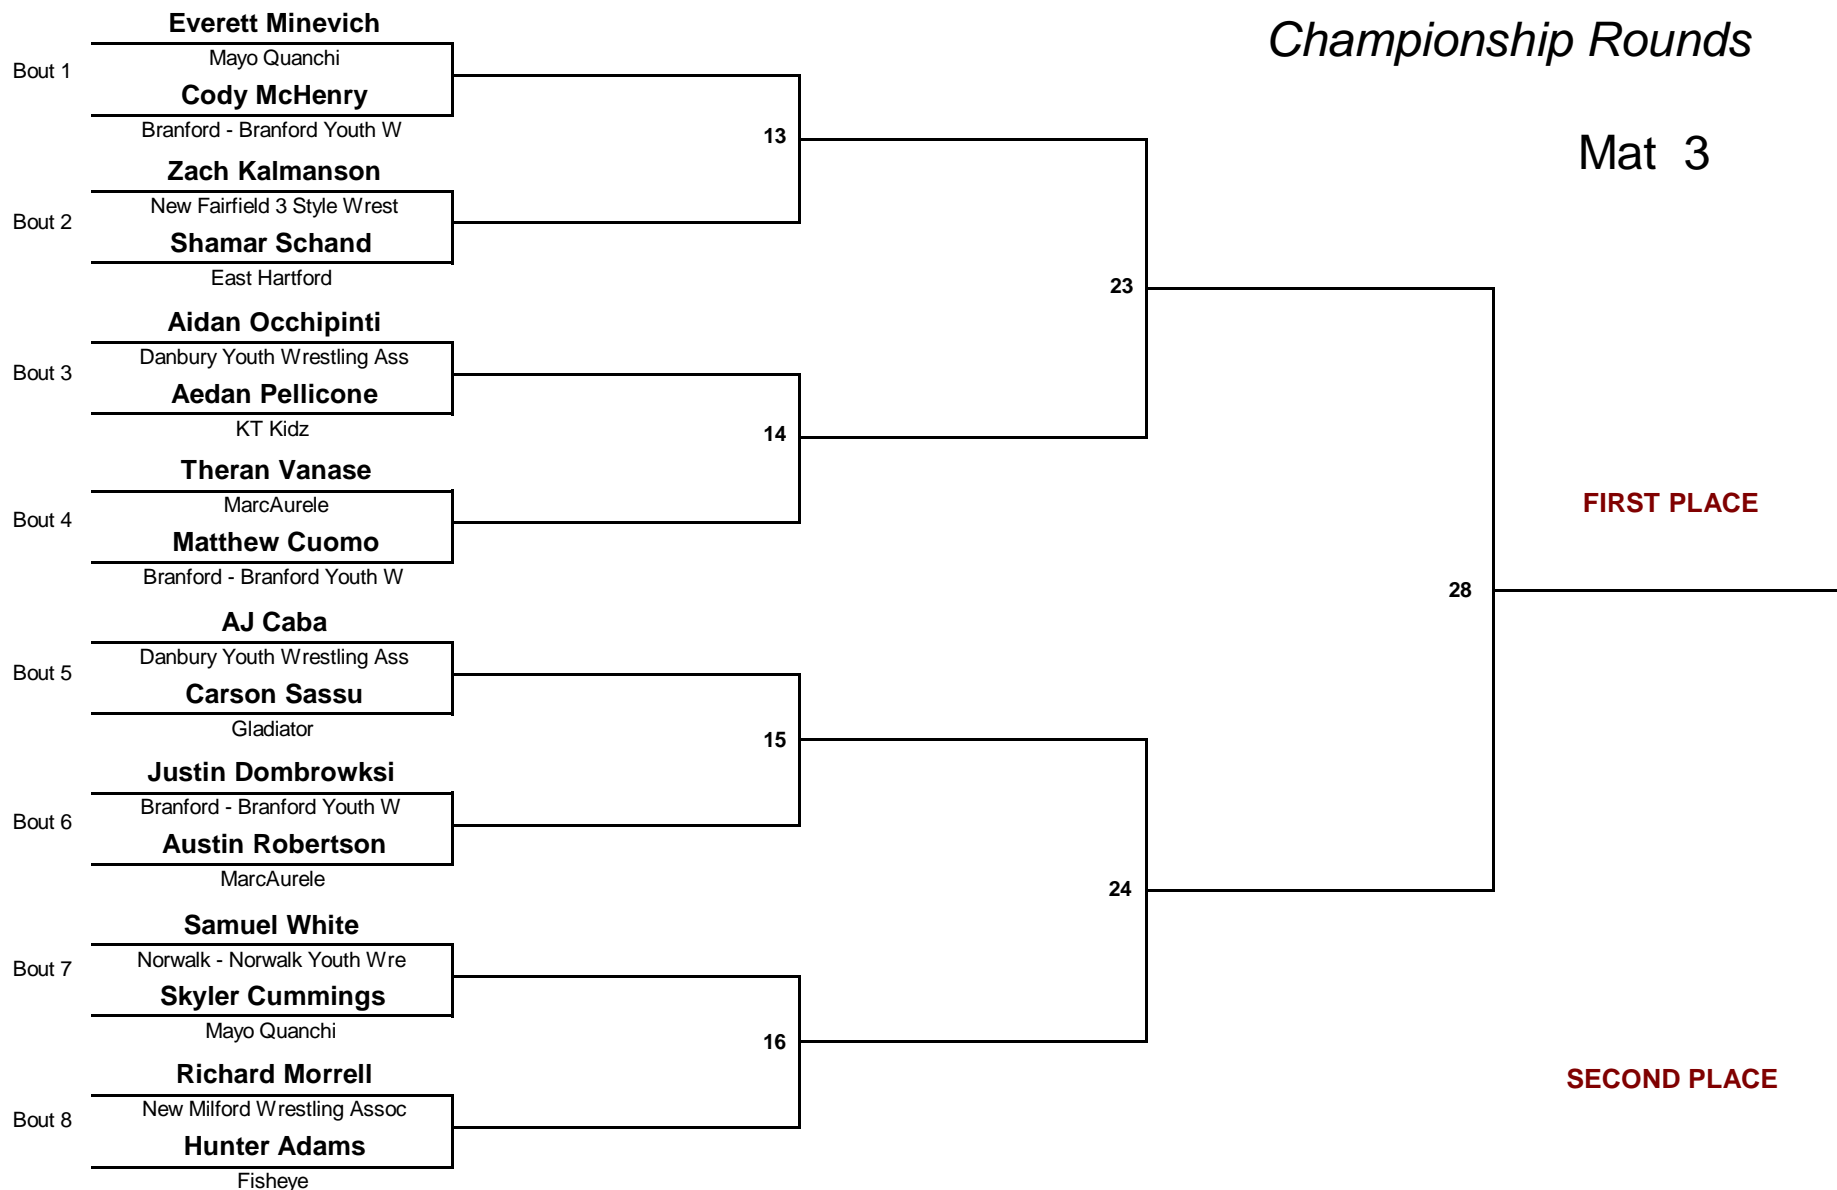 Everett Minevich
Championship Rounds
Mayo Quanchi
Bout 1
Cody McHenry
Branford - Branford Youth W
13
Mat 3
Zach Kalmanson
New Fairfield 3 Style Wrest
Bout 2
Shamar Schand
East Hartford
23
Aidan Occhipinti
Danbury Youth Wrestling Ass
Bout 3
Aedan Pellicone
KT Kidz
14
Theran Vanase
MarcAurele
FIRST PLACE
Bout 4
Matthew Cuomo
Branford - Branford Youth W
28
AJ Caba
Danbury Youth Wrestling Ass
Bout 5
Carson Sassu
Gladiator
15
Justin Dombrowksi
Branford - Branford Youth W
Bout 6
Austin Robertson
MarcAurele
24
Samuel White
Norwalk - Norwalk Youth Wre
Bout 7
Skyler Cummings
Mayo Quanchi
16
Richard Morrell
SECOND PLACE
New Milford Wrestling Assoc
Bout 8
Hunter Adams
Fisheye